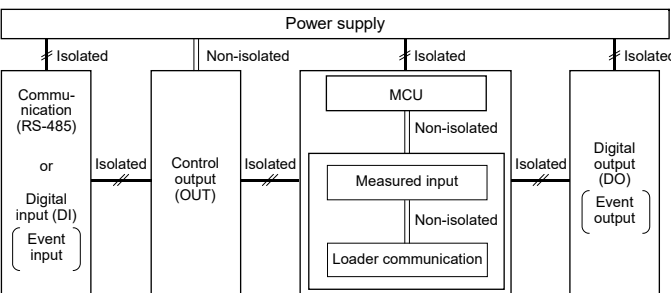 Power supply
Isolated
Non-isolated
Isolated
Isolated
Commu-
nication
(RS-485)
or
Digital
input (DI)
Event
input
Isolated
Control
output
(OUT)
Isolated
MCU
Non-isolated
Measured input
Non-isolated
Loader communication
Isolated
Digital
output
(DO)
Event
output